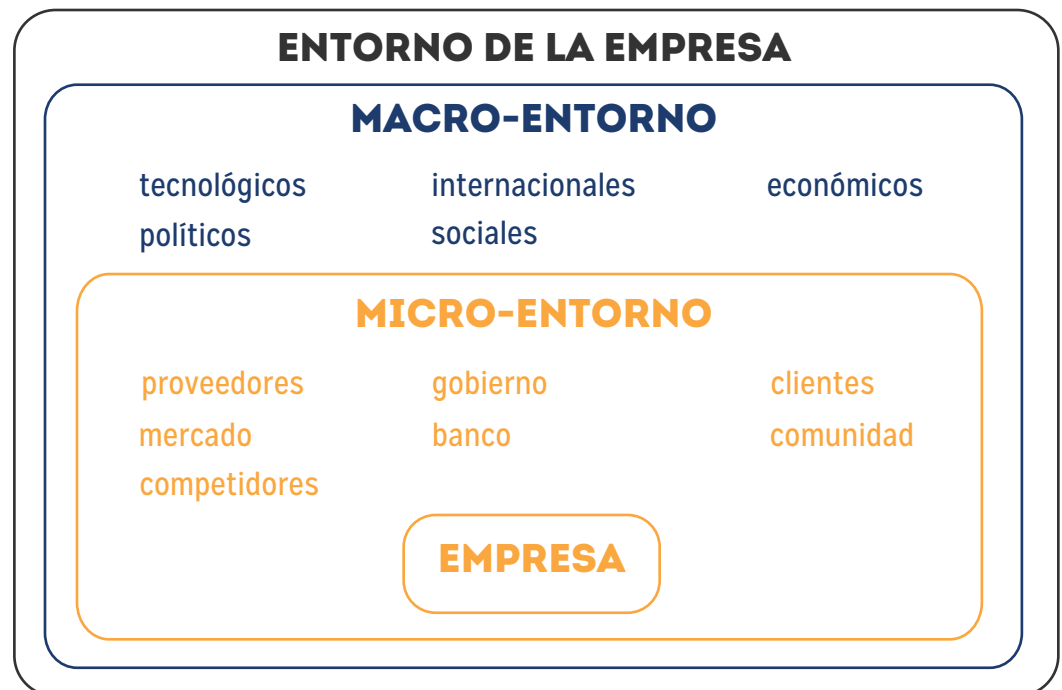 ENTORNO DE LA EMPRESA
MACRO-ENTORNO
tecnológicos internacionales económicos
políticos sociales
MICRO-ENTORNO
proveedores gobierno clientes
mercado banco comunidad
competidores
EMPRESA